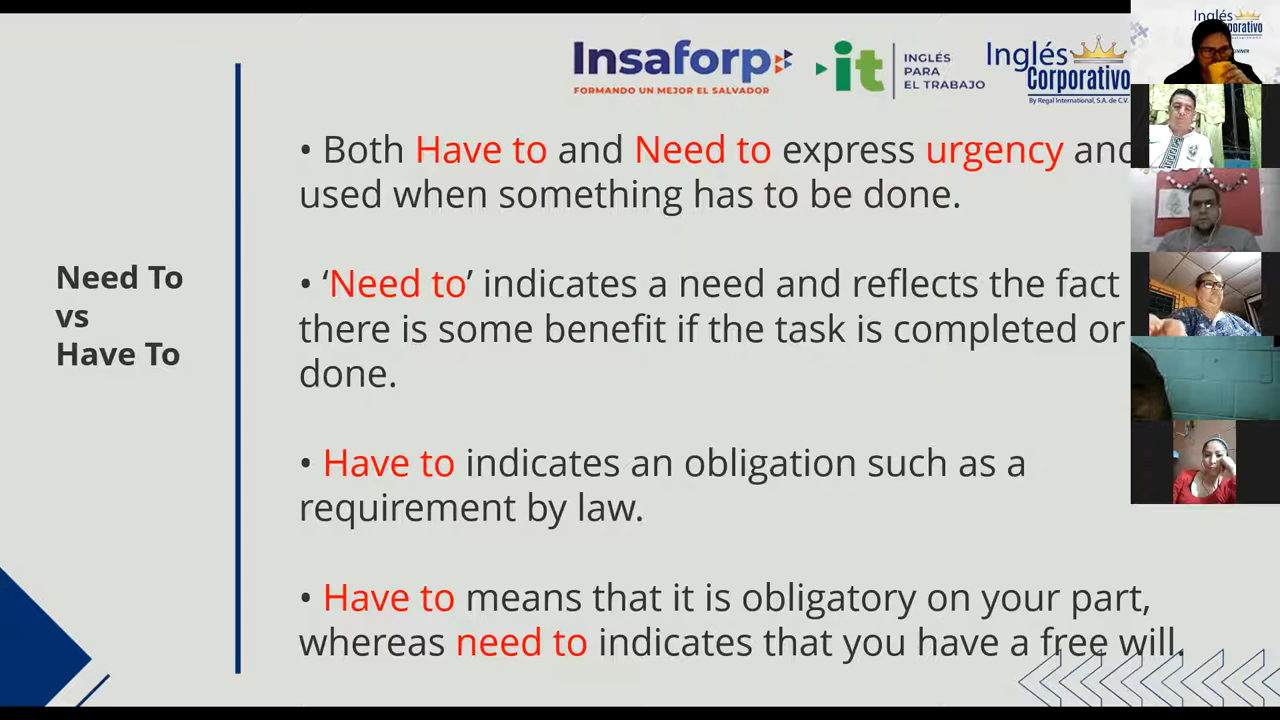 Insaforp
FORMANDO UN MEJOR EL SALVADOR
it
INGLÉS
PARA
EL TRABAJO
Inglés
Corporativo
By Regal International, S.A. de C.V.
Inglés
Need To
vs
Have To
• Both Have to and Need to express urgency and
used when something has to be done.
• ‘Need to’ indicates a need and reflects the fact
there is some benefit if the task is completed or
done.
• Have to indicates an obligation such as a
requirement by law.
• Have to means that it is obligatory on your part,
whereas need to indicates that you have a free will.